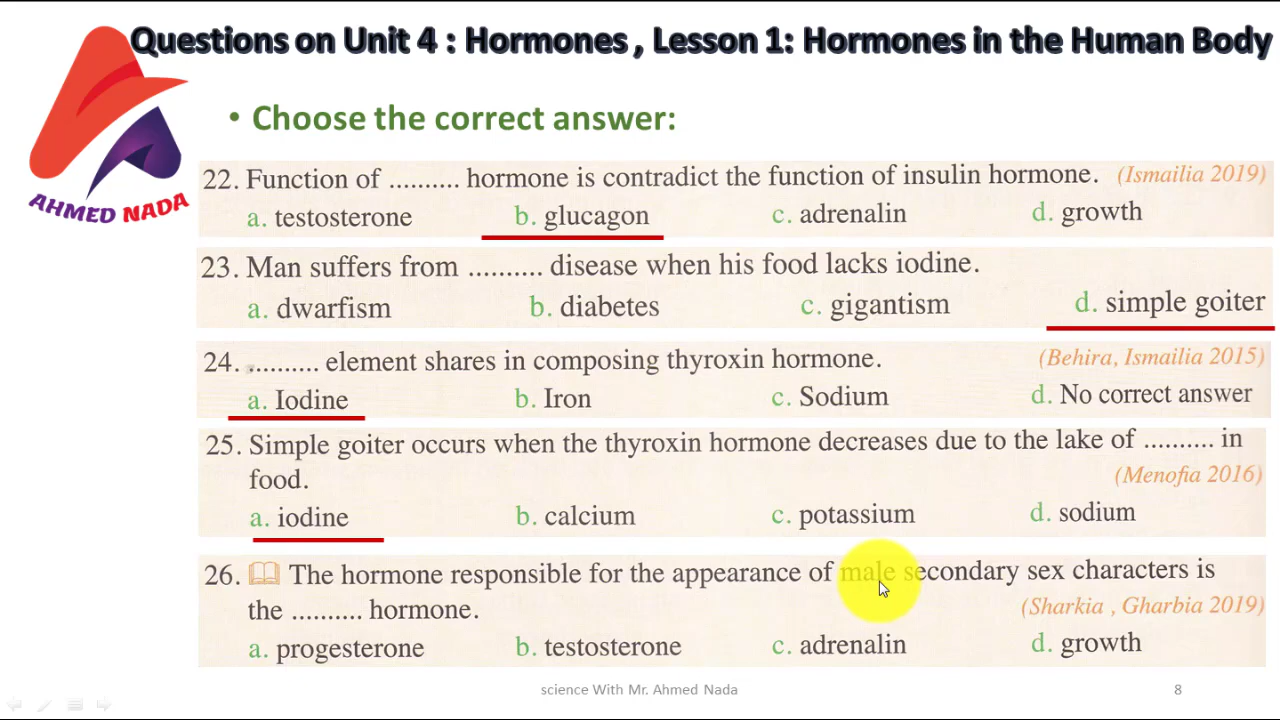 Questions on Unit 4 : Hormones , Lesson 1: Hormones in the Human Body
AHMED NADA
• Choose the correct answer:
22. Function of .......... hormone is contradict the function of insulin hormone. (Ismailia 2019)
a. testosterone b. glucagon c. adrenalin d. growth
23. Man suffers from .......... disease when his food lacks iodine.
a. dwarfism b. diabetes c. gigantism d. simple goiter
24. .......... element shares in composing thyroxin hormone. (Behira, Ismailia 2015)
a. Iodine b. Iron c. Sodium d. No correct answer
25. Simple goiter occurs when the thyroxin hormone decreases due to the lake of .......... in
food. (Menofia 2016)
a. iodine b. calcium c. potassium d. sodium
26. The hormone responsible for the appearance of male secondary sex characters is
the .......... hormone. (Sharkia , Gharbia 2019)
a. progesterone b. testosterone c. adrenalin d. growth
science With Mr. Ahmed Nada 8